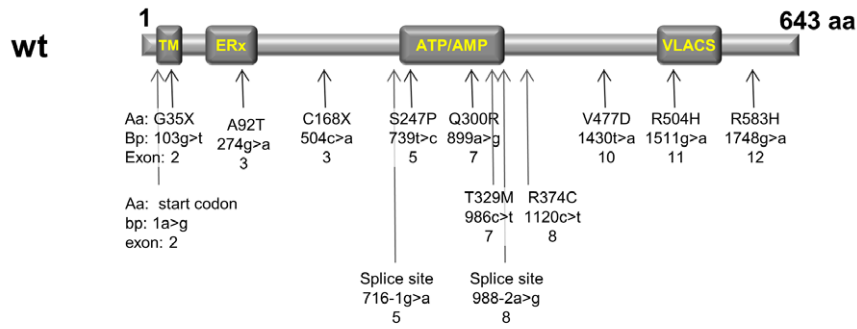 1
643 aa
wt
TM
ERx
ATP/AMP
VLACS
Aa: G35X
Bp: 103g>t
Exon: 2
A92T
274g>a
3
C168X
504c>a
3
S247P
739t>c
5
Q300R
899a>g
7
V477D
1430t>a
10
R504H
1511g>a
11
R583H
1748g>a
12
Aa: start codon
bp: 1a>g
exon: 2
T329M
986c>t
7
R374C
1120c>t
8
Splice site
716-1g>a
5
Splice site
988-2a>g
8